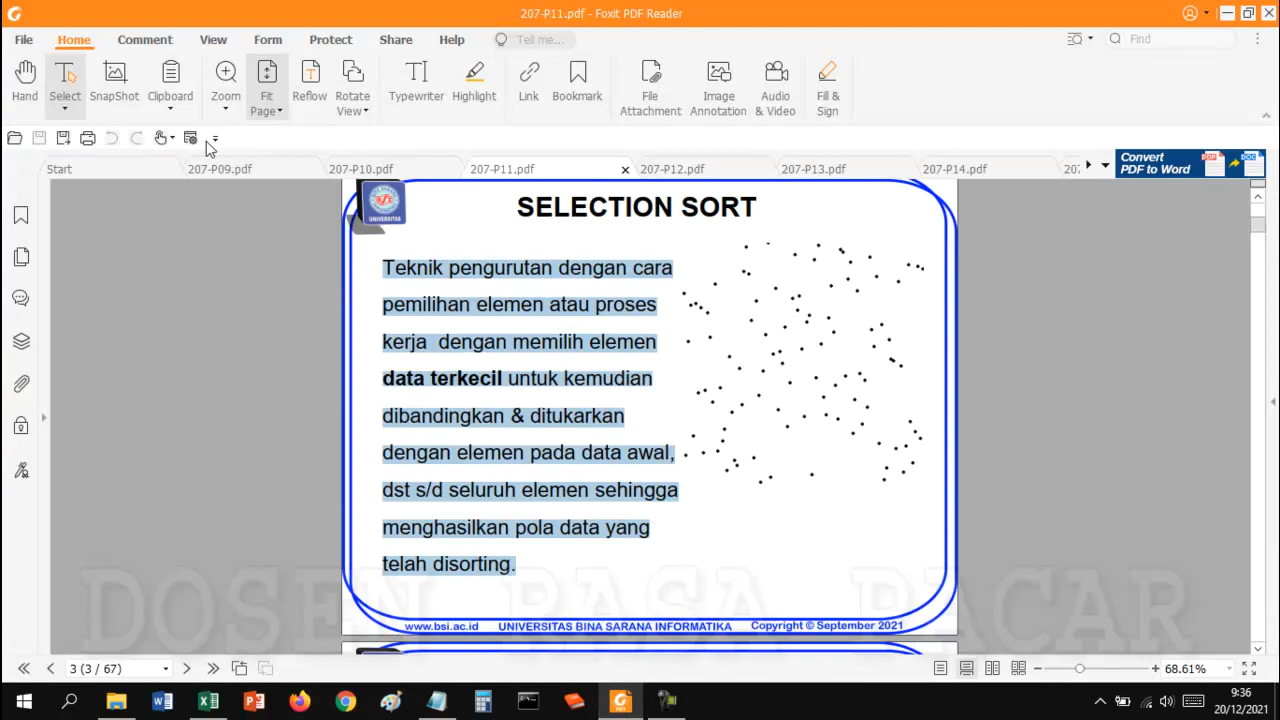 207-P11.pdf - Foxit PDF Reader
File Home Comment View Form Protect Share Help Tell me... Find
Hand Select SnapShot Clipboard Zoom Fit Page Reflow Rotate View Typewriter Highlight Link Bookmark File Attachment Image Annotation Audio & Video Fill & Sign
Start 207-P09.pdf 207-P10.pdf 207-P11.pdf 207-P12.pdf 207-P13.pdf 207-P14.pdf 207
Convert
PDF to Word
UNIVERSITAS
SELECTION SORT
Teknik pengurutan dengan cara
pemilihan elemen atau proses
kerja dengan memilih elemen
data terkecil untuk kemudian
dibandingkan & ditukarkan
dengan elemen pada data awal,
dst s/d seluruh elemen sehingga
menghasilkan pola data yang
telah disorting.
DOSEN RASA PACAR
www.bsi.ac.id UNIVERSITAS BINA SARANA INFORMATIKA Copyright © September 2021
3 (3 / 67) 68.61%
9:36
20/12/2021